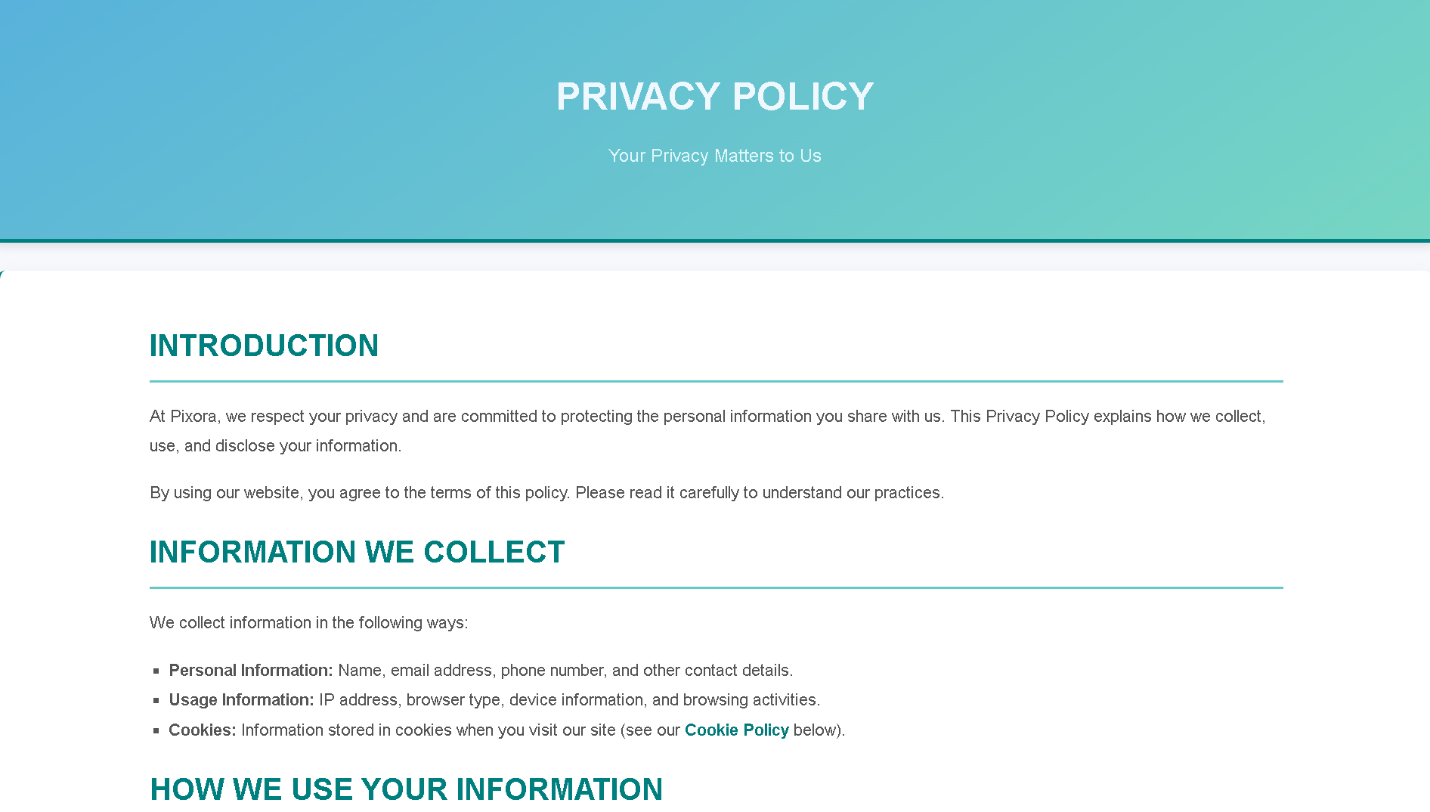 PRIVACY POLICY
Your Privacy Matters to Us
INTRODUCTION
At Pixora, we respect your privacy and are committed to protecting the personal information you share with us. This Privacy Policy explains how we collect,
use, and disclose your information.
By using our website, you agree to the terms of this policy. Please read it carefully to understand our practices.
INFORMATION WE COLLECT
We collect information in the following ways:
▪ Personal Information: Name, email address, phone number, and other contact details.
▪ Usage Information: IP address, browser type, device information, and browsing activities.
▪ Cookies: Information stored in cookies when you visit our site (see our Cookie Policy below).
HOW WE USE YOUR INFORMATION